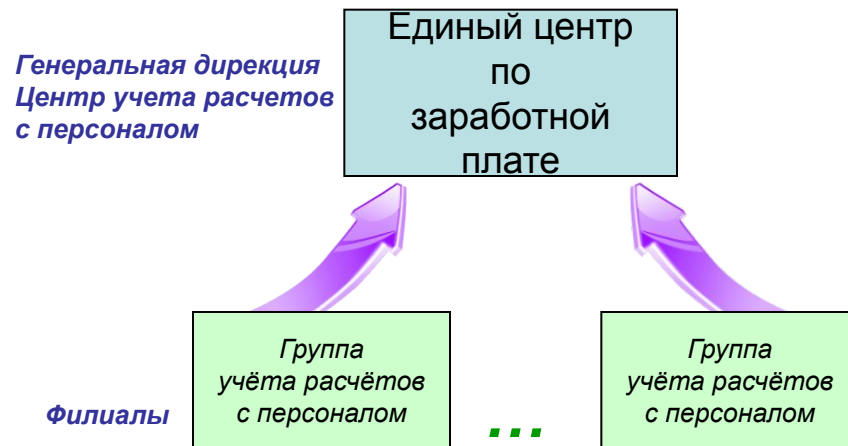 Единый центр
по
заработной
плате
Генеральная дирекция
Центр учета расчетов
с персоналом
Группа
учёта расчётов
с персоналом
Группа
учёта расчётов
с персоналом
Филиалы
...